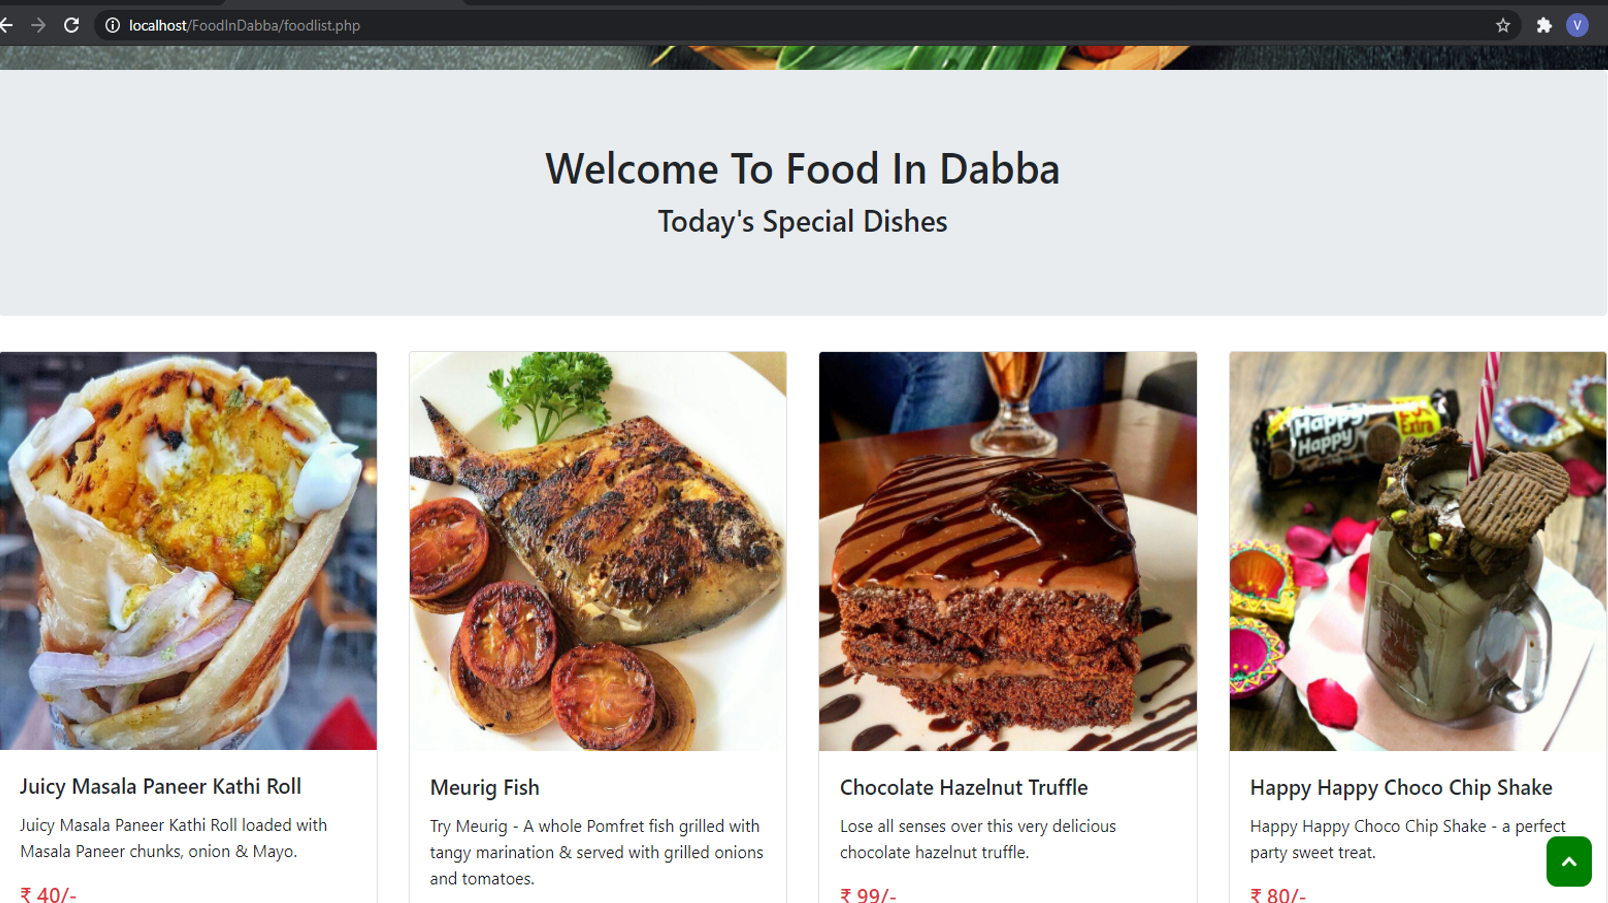 localhost/FoodInDabba/foodlist.php
V
Welcome To Food In Dabba
Today's Special Dishes
Happy
Happy
Extra
Juicy Masala Paneer Kathi Roll
Juicy Masala Paneer Kathi Roll loaded with
Masala Paneer chunks, onion & Mayo.
₹ 40/-
Meurig Fish
Try Meurig - A whole Pomfret fish grilled with
tangy marination & served with grilled onions
and tomatoes.
Chocolate Hazelnut Truffle
Lose all senses over this very delicious
chocolate hazelnut truffle.
₹ 99/-
Happy Happy Choco Chip Shake
Happy Happy Choco Chip Shake - a perfect
party sweet treat.
₹ 80/-